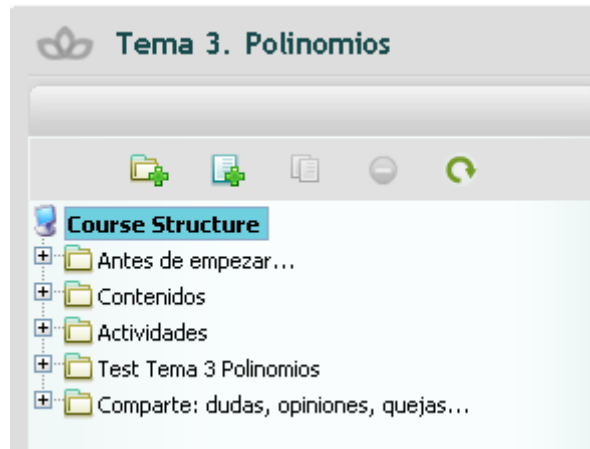 Tema 3. Polinomios
Course Structure
Antes de empezar...
Contenidos
Actividades
Test Tema 3 Polinomios
Comparte: dudas, opiniones, quejas...